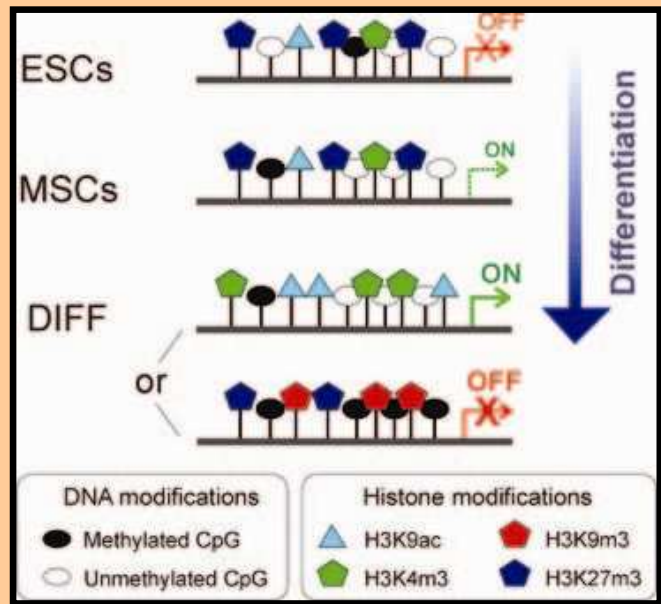 OFF
ESCs
ON
MSCs
ON
DIFF
or
OFF
Differentiation
DNA modifications
Methylated CpG
Unmethylated CpG
Histone modifications
H3K9ac
H3K9m3
H3K4m3
H3K27m3